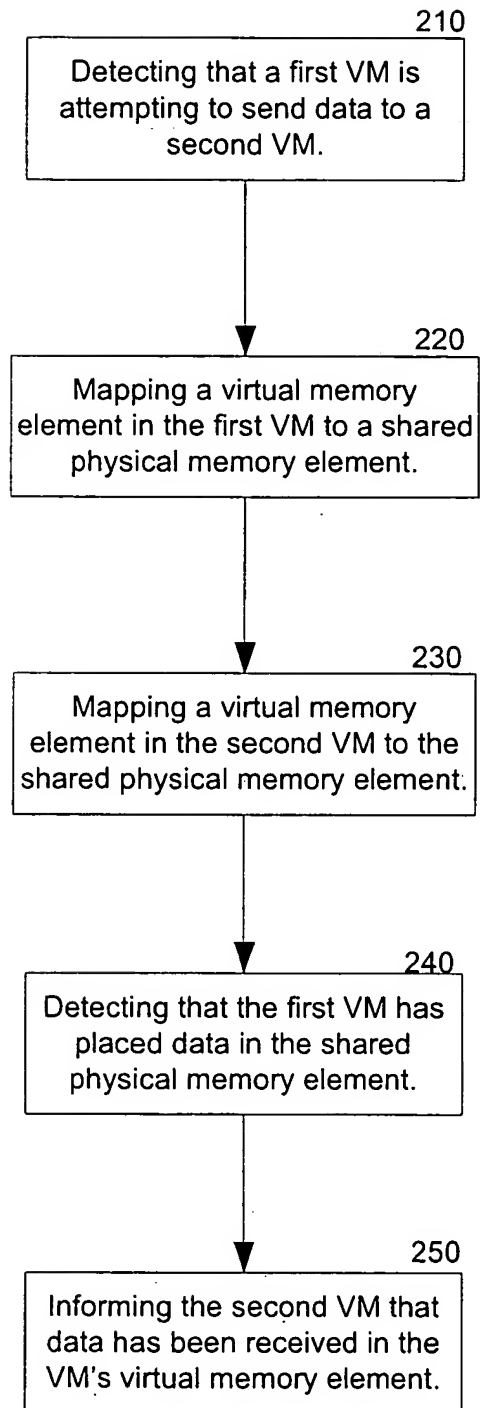 210
Detecting that a first VM is
attempting to send data to a
second VM.
220
Mapping a virtual memory
element in the first VM to a shared
physical memory element.
230
Mapping a virtual memory
element in the second VM to the
shared physical memory element.
240
Detecting that the first VM has
placed data in the shared
physical memory element.
250
Informing the second VM that
data has been received in the
VM's virtual memory element.